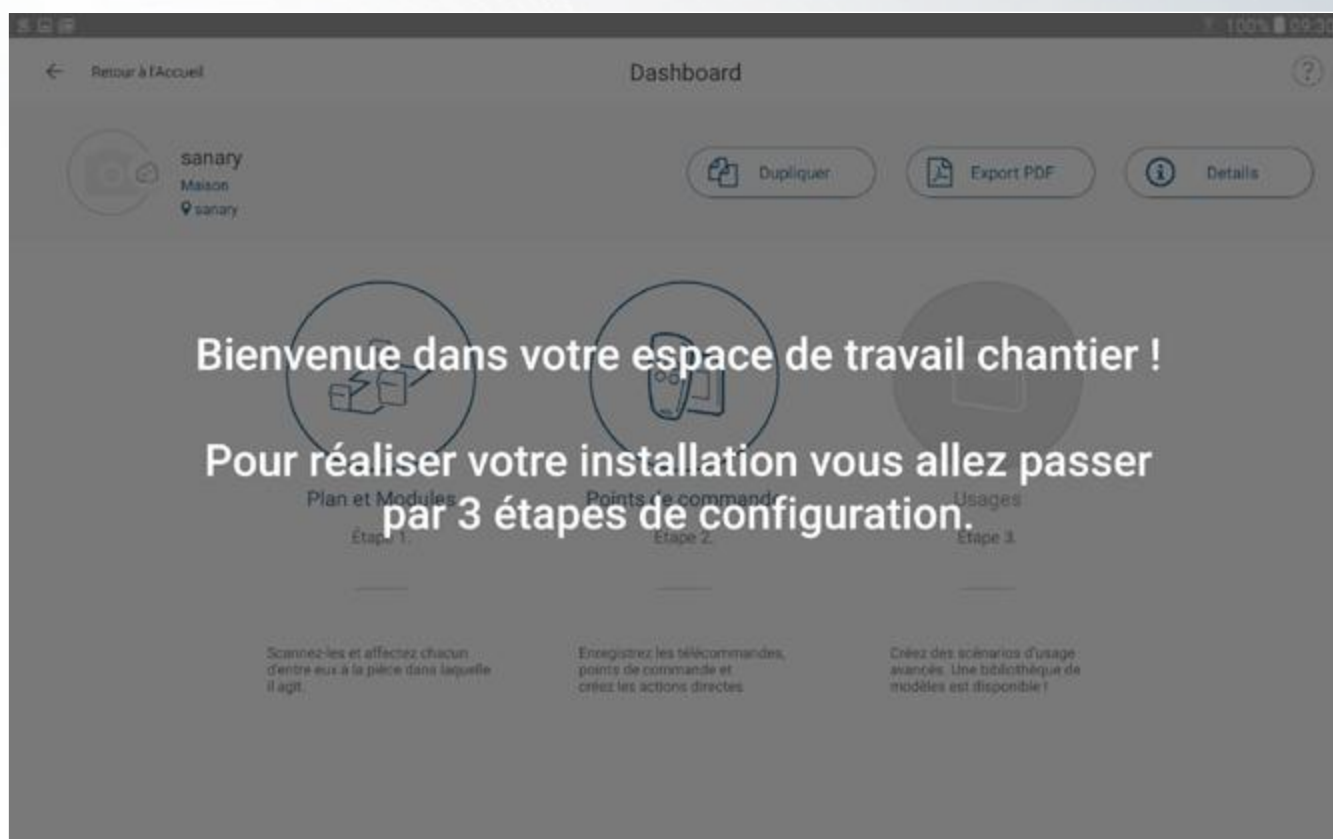 100% 09:30
Retour à l'Accueil
Dashboard
?
sanary
Maison
sanary
Dupliquer
Export PDF
Details
Bienvenue dans votre espace de travail chantier !
Pour réaliser votre installation vous allez passer
par 3 étapes de configuration.
Plan et Modules
Points de commande
Usages
Étape 1.
Étape 2.
Étape 3.
Scannez-les et affectez chacun
d'entre eux à la pièce dans laquelle
il agit.
Enregistrez les télécommandes,
points de commande et
créez les actions directes
Créez des scénarios d'usage
avancés. Une bibliothèque de
modèles est disponible !